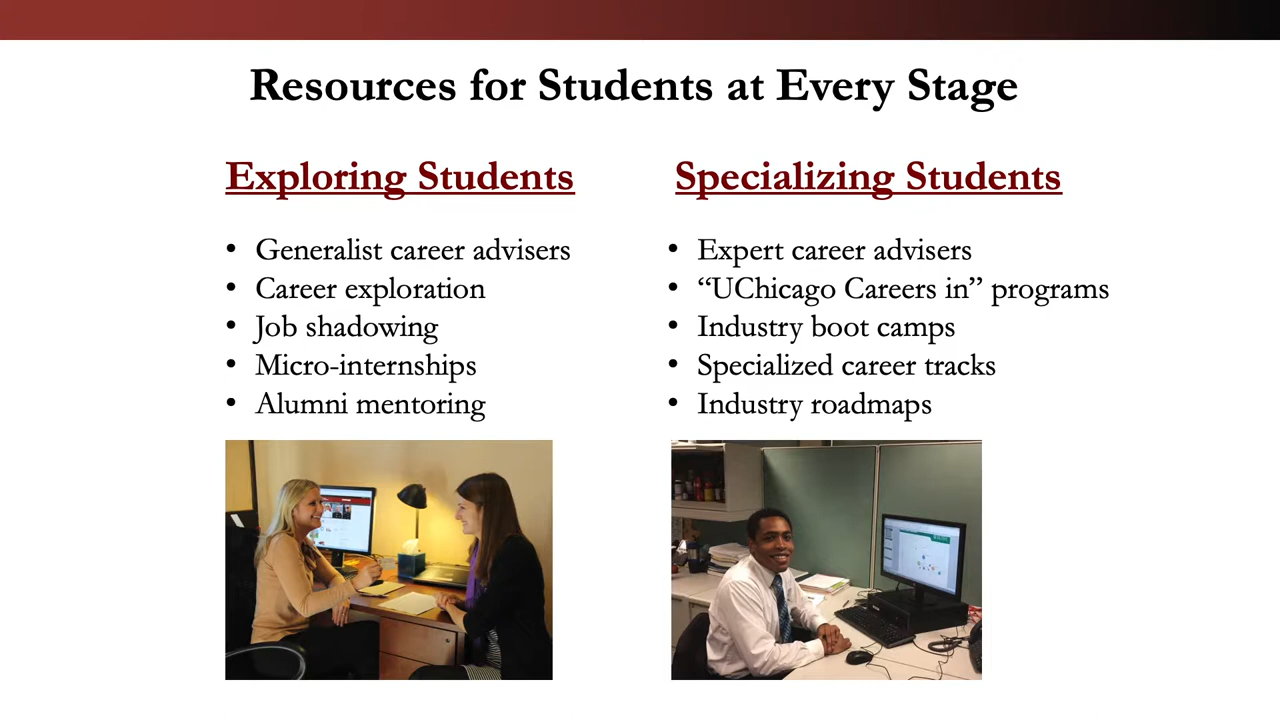 Resources for Students at Every Stage
Exploring Students
• Generalist career advisers
• Career exploration
• Job shadowing
• Micro-internships
• Alumni mentoring
Specializing Students
• Expert career advisers
• “UChicago Careers in” programs
• Industry boot camps
• Specialized career tracks
• Industry roadmaps